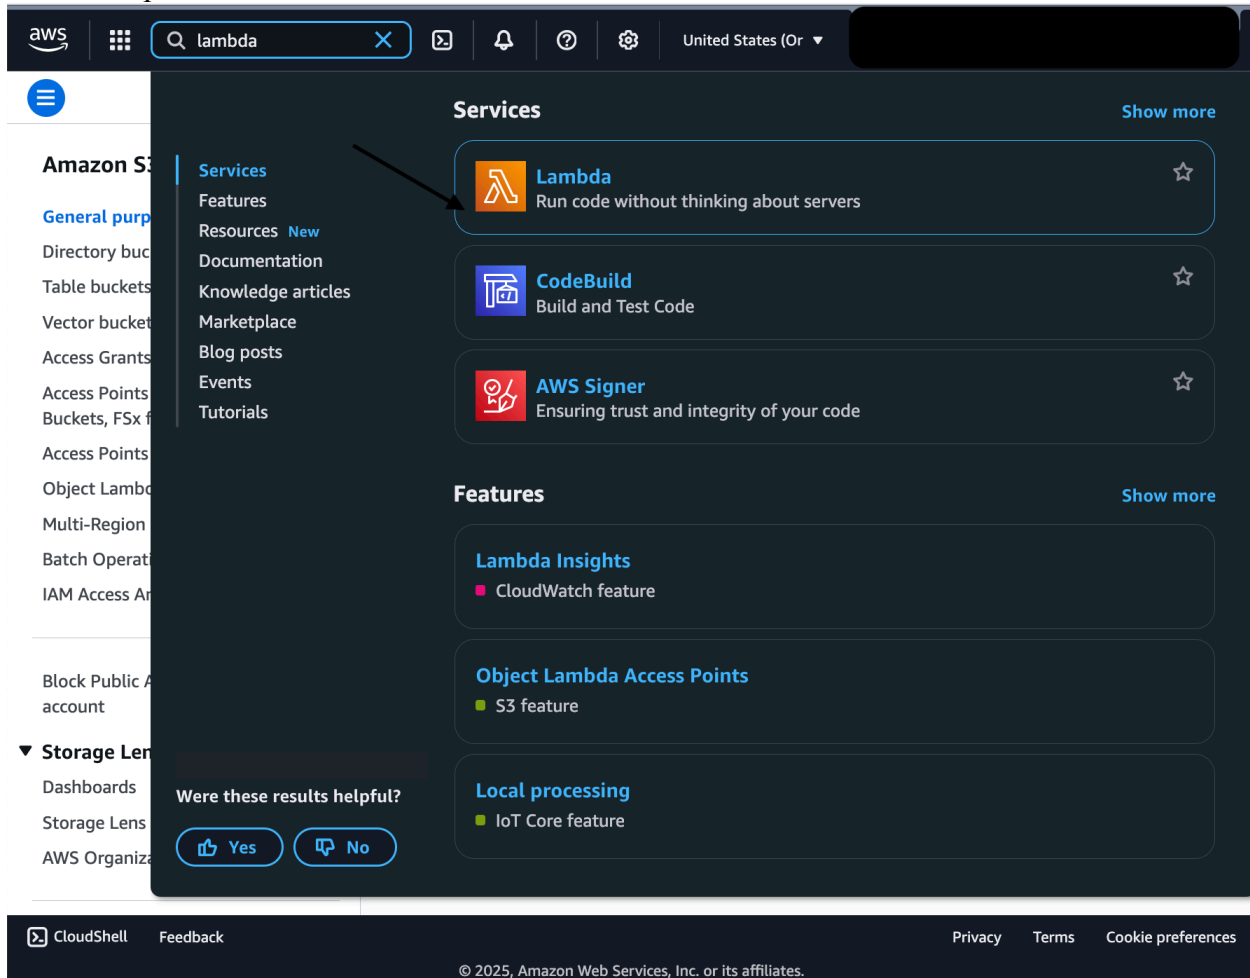 aws
lambda
United States (Or
Amazon S3
General purp
Directory buc
Table buckets
Vector bucket
Access Grants
Access Points
Buckets, FSx f
Access Points
Object Lambd
Multi-Region
Batch Operati
IAM Access An
Block Public A
account
Storage Len
Dashboards
Storage Lens
AWS Organiza
Services
Features
Resources New
Documentation
Knowledge articles
Marketplace
Blog posts
Events
Tutorials
Were these results helpful?
Yes No
Services Show more
Lambda
Run code without thinking about servers
CodeBuild
Build and Test Code
AWS Signer
Ensuring trust and integrity of your code
Features Show more
Lambda Insights
CloudWatch feature
Object Lambda Access Points
S3 feature
Local processing
IoT Core feature
CloudShell Feedback Privacy Terms Cookie preferences
© 2025, Amazon Web Services, Inc. or its affiliates.